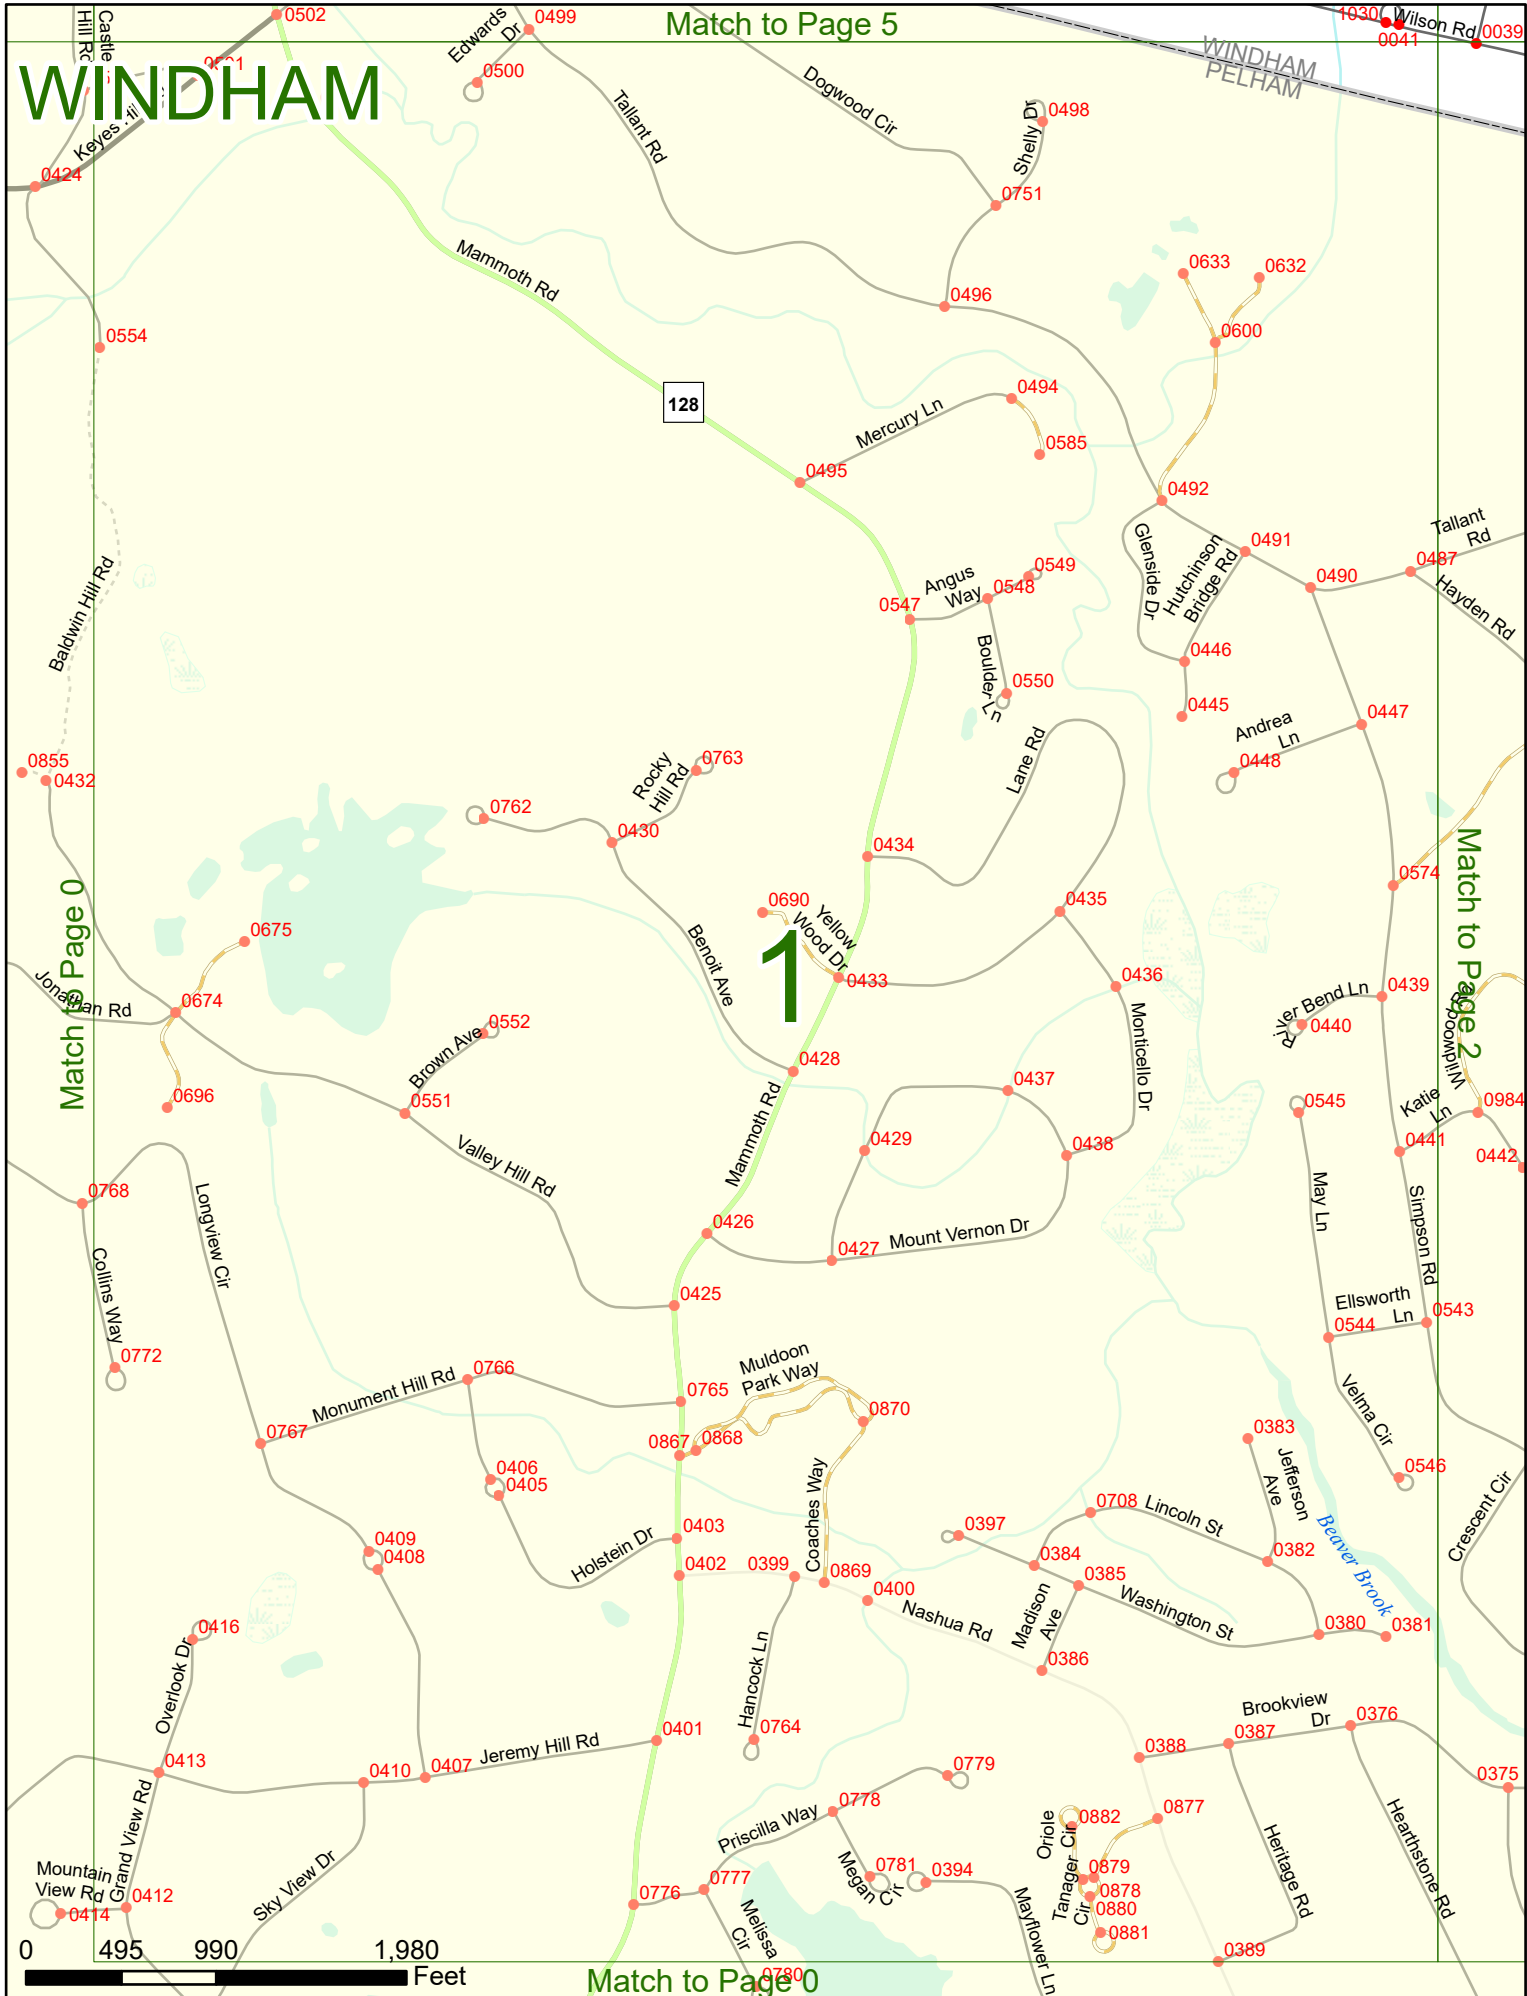 Match to Page 5
WINDHAM
Castle
Hill Rd
0502
0499
Edwards
Dr
0500
1030
0041
Wilson Rd
0039
WINDHAM
PELHAM
Dogwood Cir
Shelly Dr
0498
Tallant Rd
0424
0751
Mammoth Rd
0633
0632
0496
0600
0554
128
0494
Mercury Ln
0585
0495
0492
Tallant
Rd
0491
0487
0490
Hayden Rd
Glenside Dr
Hutchinson
Bridge Rd
Angus
Way
0549
0548
0547
Baldwin Hill Rd
0446
Boulder Ln
0550
0445
0447
Andrea
Ln
0448
Lane Rd
0855
0432
Rocky
Hill Rd
0763
0762
0430
0434
0574
Match to Page 0
Match to Page 2
0690
Yellow
Wood Dr
0435
0675
Benoit Ave
1
0433
0436
0439
River Bend Ln
Jonathan Rd
0674
0552
Brown Ave
0440
Wildwood Rd
Monticello Dr
0428
0696
0551
0437
0545
Katie
Ln
0984
Mammoth Rd
0429
0438
0441
0442
Valley Hill Rd
0768
Longview Cir
May Ln
Simpson Rd
0426
0427
Mount Vernon Dr
Collins Way
0425
Ellsworth
Ln
0543
0544
0772
Muldoon
Park Way
0766
Monument Hill Rd
0765
Velma Cir
0870
0767
0867
0868
0383
Jefferson
Ave
0406
0405
Coaches Way
0546
Crescent Cir
0708
Lincoln St
0397
0403
Beaver Brook
0409
0408
Holstein Dr
0402
0399
0869
0384
0382
0385
0400
Nashua Rd
Madison
Ave
Washington St
0416
Overlook Dr
0380
0381
Hancock Ln
0386
Brookview
Dr
0376
0401
0764
0387
0388
0413
0410
0407
Jeremy Hill Rd
0779
0375
0778
Priscilla Way
Oriole
Cir
0882
0877
Hearthstone Rd
Heritage Rd
Grand View Rd
Mountain
View Rd
Sky View Dr
Megan Cir
0781
0394
0879
0878
Tanager
Cir
0880
0777
0412
0414
0776
Melissa
Cir
Mayflower Ln
0881
0389
0
495
990
1,980
Feet
0780
Match to Page 0